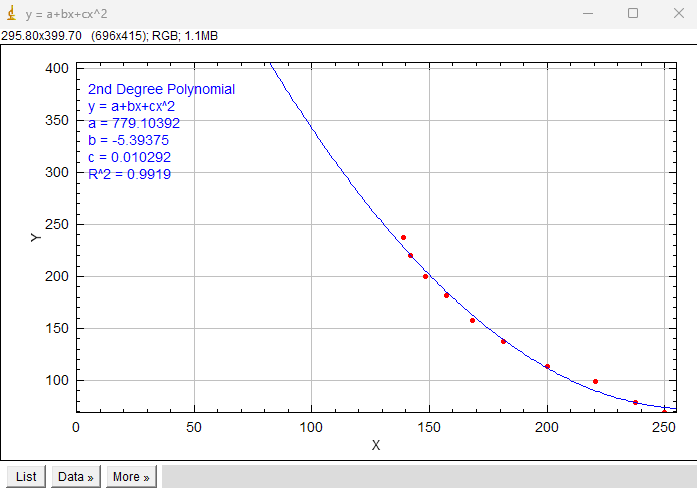 y = a+bx+cx^2
295.80x399.70 (696x415); RGB; 1.1MB
400
350
300
250
200
150
100
2nd Degree Polynomial
y = a+bx+cx^2
a = 779.10392
b = -5.39375
c = 0.010292
R^2 = 0.9919
Y
0 50 100 150 200 250
X
List Data » More »